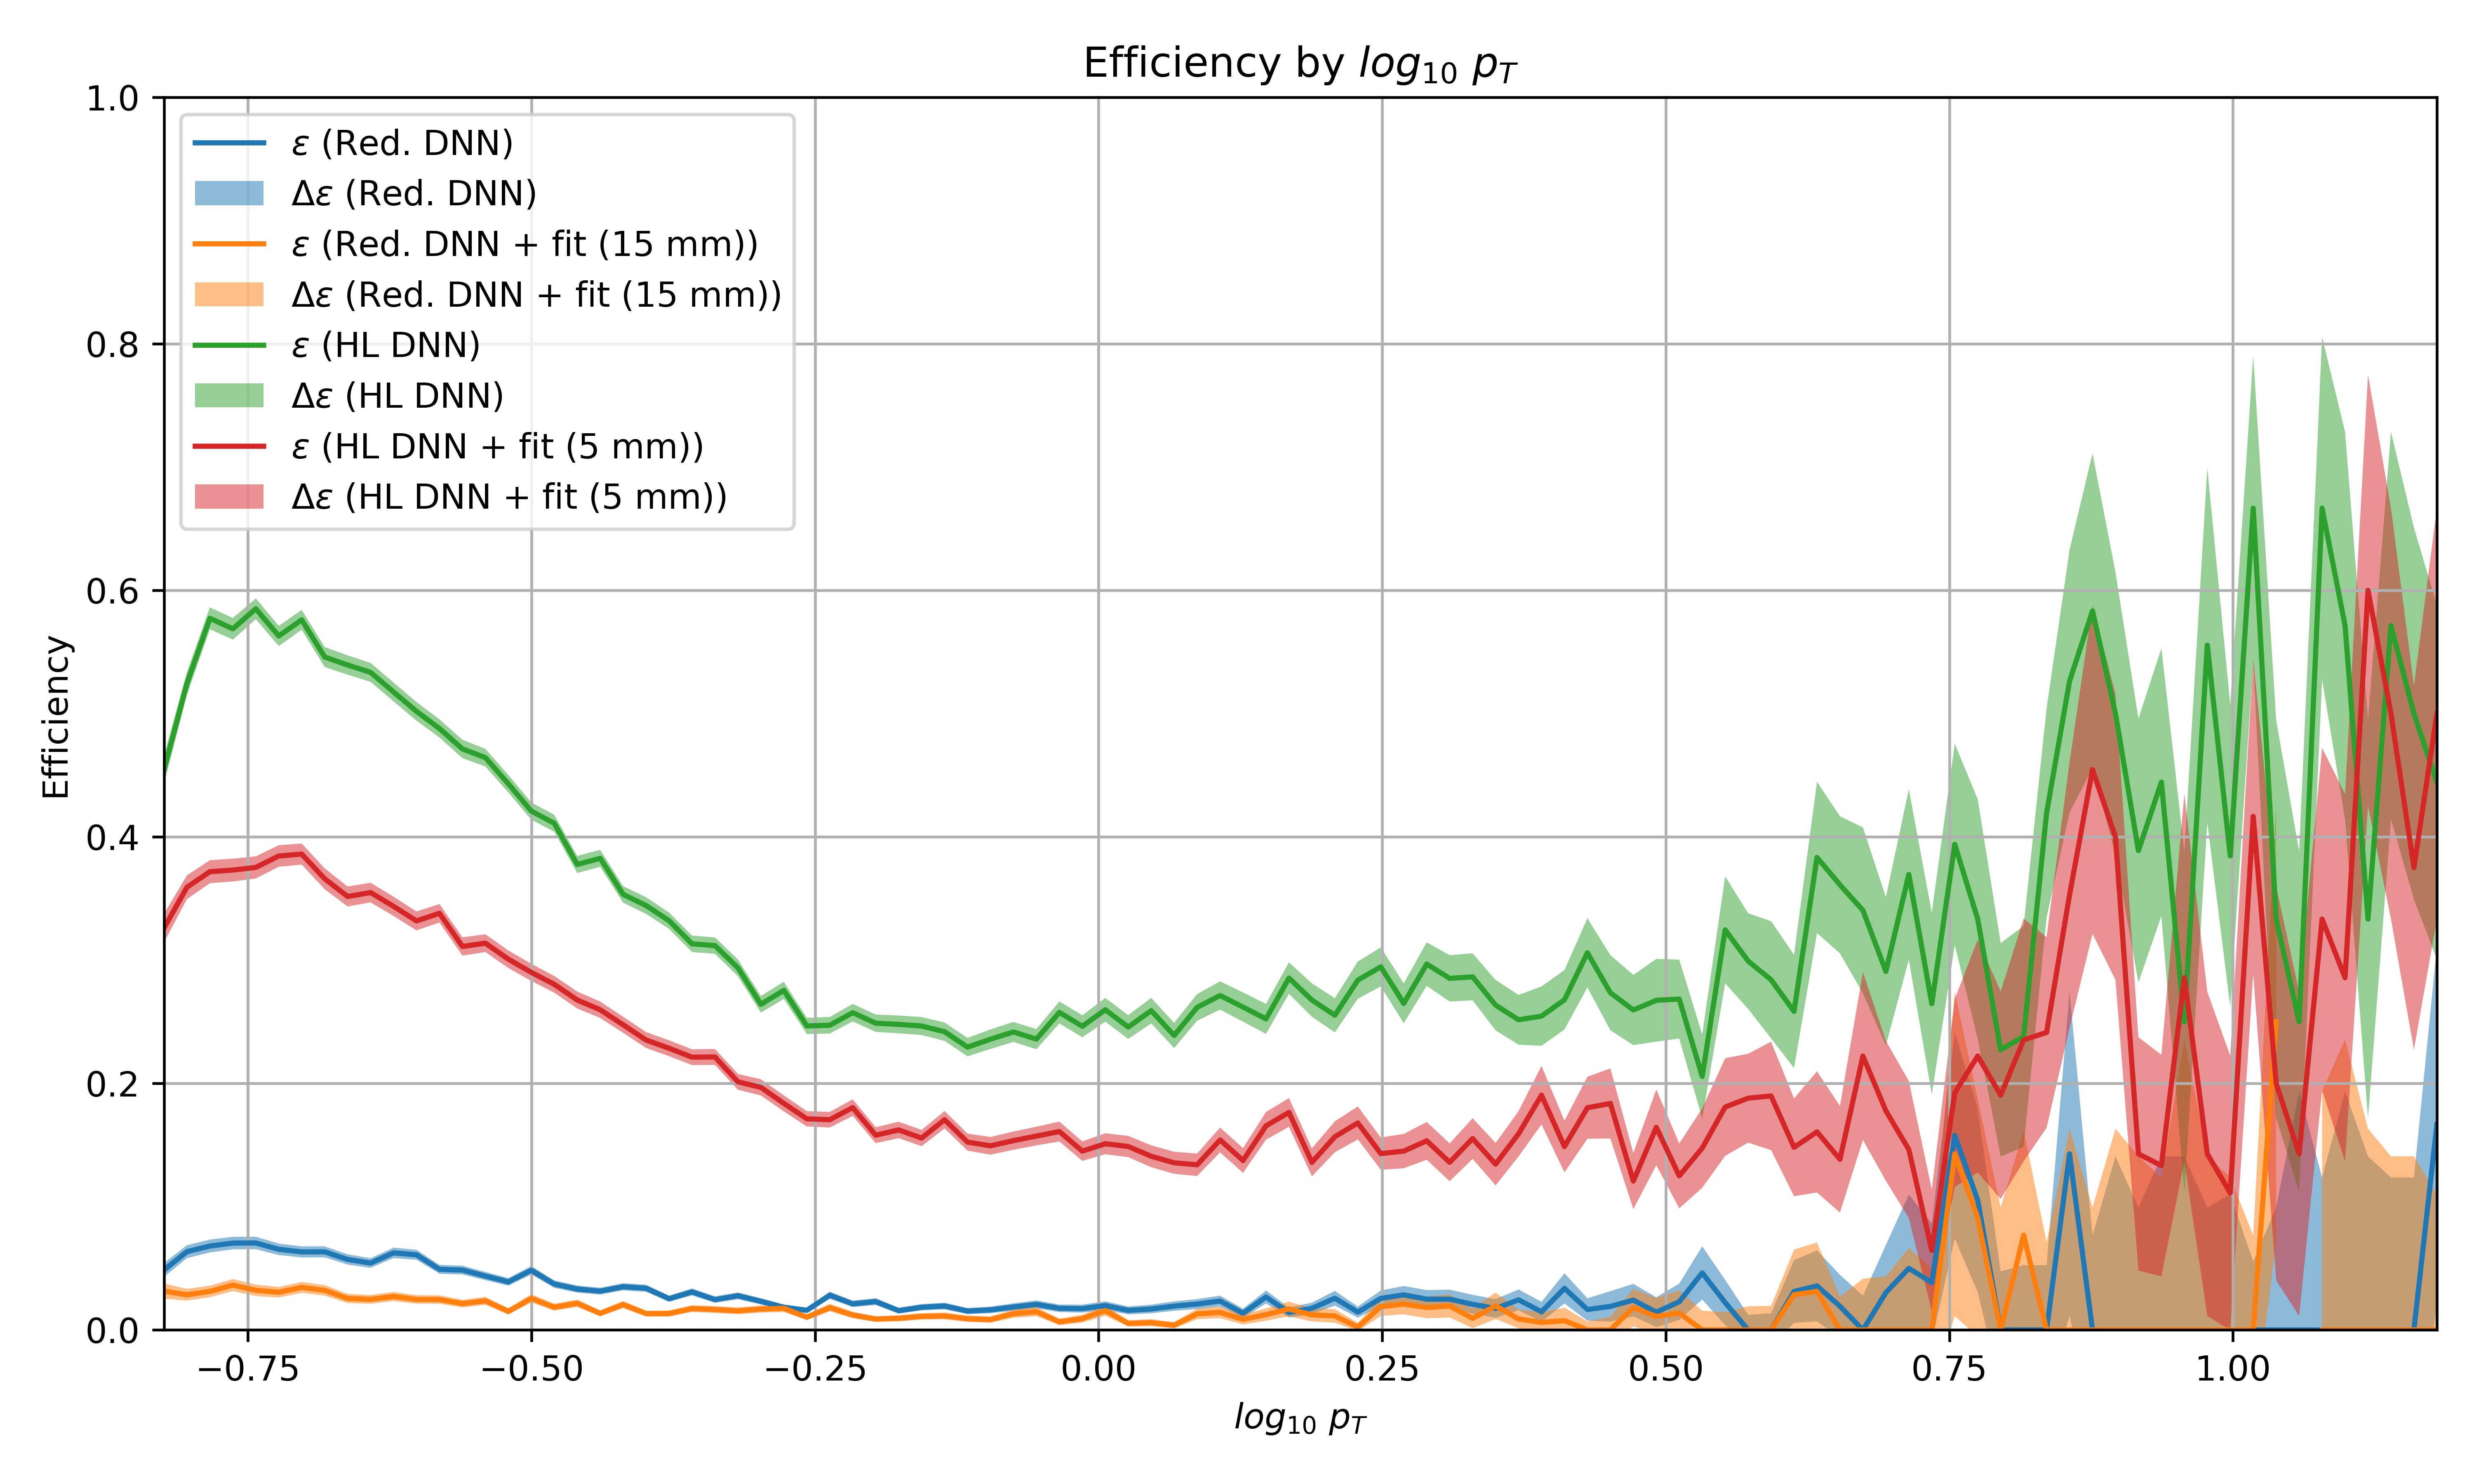 Efficiency by log₁₀ p_T
1.0
0.8
0.6
0.4
0.2
0.0
Efficiency
ε (Red. DNN)
Δε (Red. DNN)
ε (Red. DNN + fit (15 mm))
Δε (Red. DNN + fit (15 mm))
ε (HL DNN)
Δε (HL DNN)
ε (HL DNN + fit (5 mm))
Δε (HL DNN + fit (5 mm))
−0.75 −0.50 −0.25 0.00 0.25 0.50 0.75 1.00
log₁₀ p_T